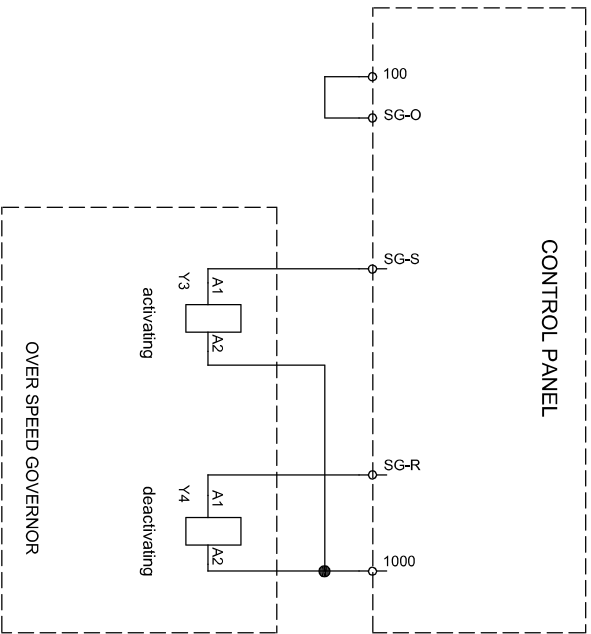 100
SG-O
SG-S
CONTROL PANEL
Y3
A1
A2
activating
OVER SPEED GOVERNOR
SG-R
Y4
A1
A2
deactivating
1000